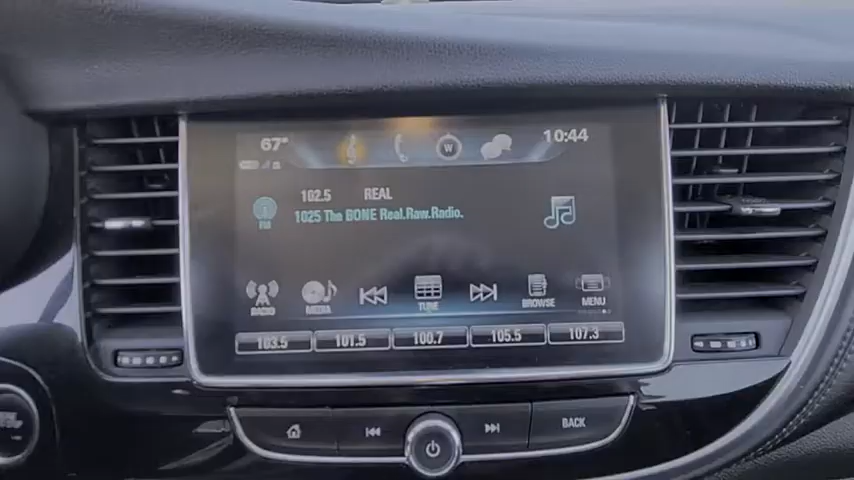 67° W 10:44
102.5 REAL
FM 1025 The BONE Real.Raw.Radio.
RADIO MEDIA TUNE BROWSE MENU
103.5 101.5 100.7 105.5 107.3
BACK